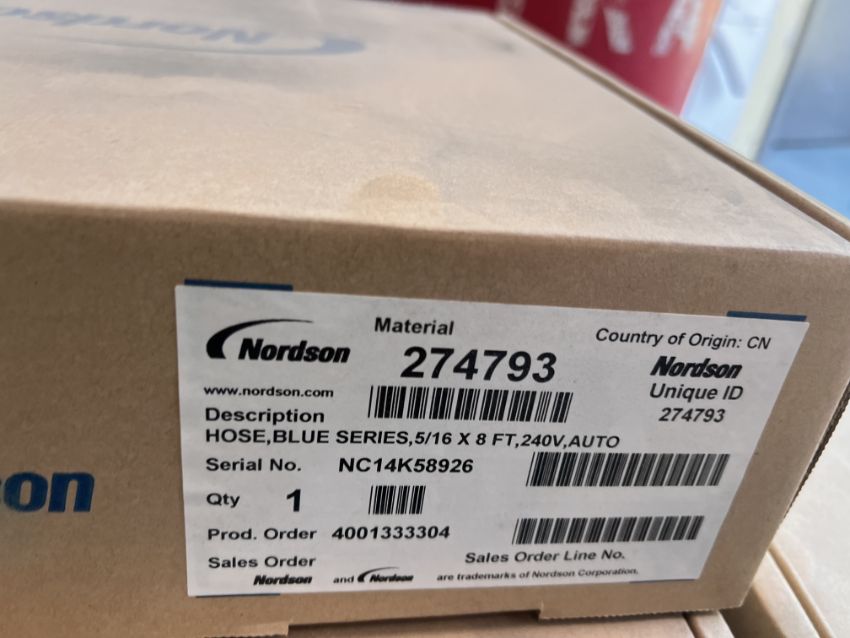 Nordson
son
Nordson
Material
274793
Country of Origin: CN
Nordson
Unique ID
274793
www.nordson.com
Description
HOSE,BLUE SERIES,5/16 X 8 FT,240V,AUTO
Serial No. NC14K58926
Qty 1
Prod. Order 4001333304
Sales Order
Sales Order Line No.
Nordson and Nordson are trademarks of Nordson Corporation.